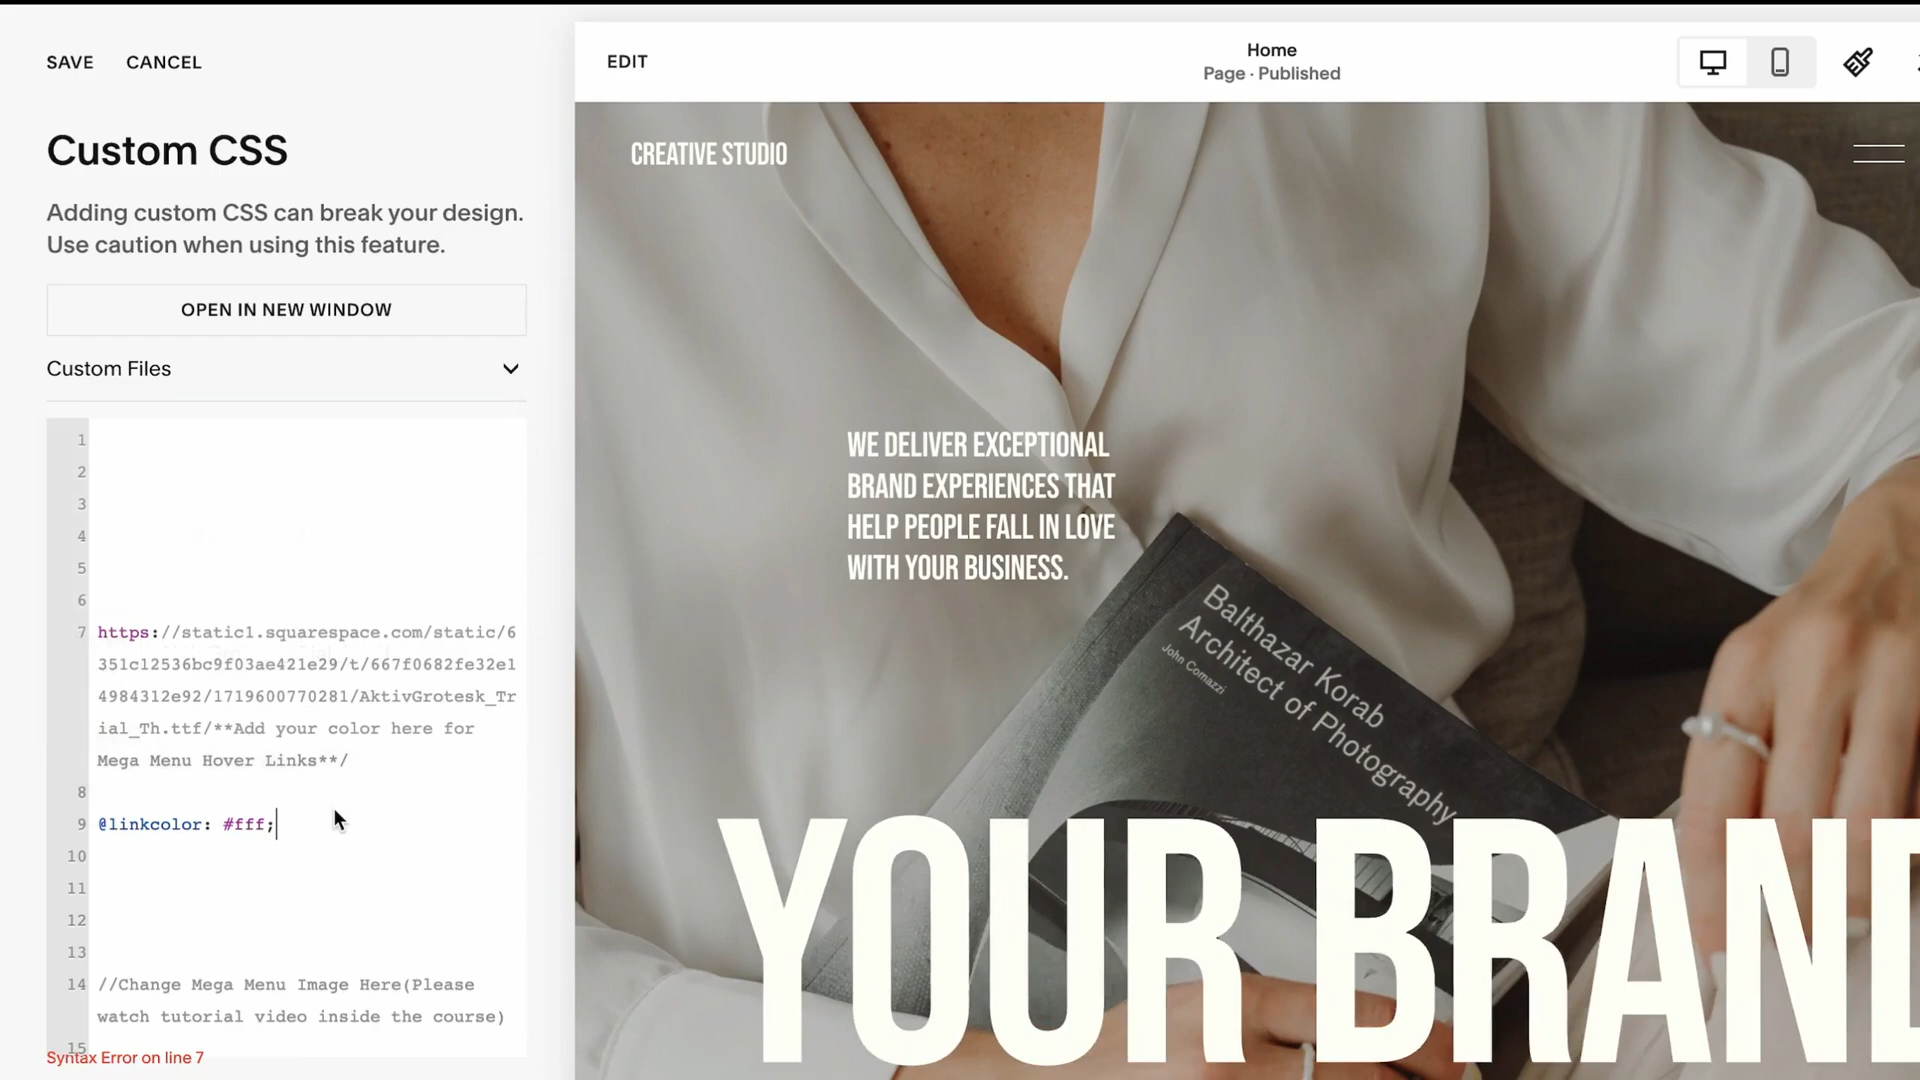 SAVE CANCEL
Custom CSS
Adding custom CSS can break your design.
Use caution when using this feature.
OPEN IN NEW WINDOW
Custom Files
1
2
3
4
5
6
7 https://static1.squarespace.com/static/6
351c12536bc9f03ae421e29/t/667f0682fe32e1
4984312e92/1719600770281/AktivGrotesk_Tr
ial_Th.ttf/**Add your color here for
Mega Menu Hover Links**/
8
9 @linkcolor: #fff;
10
11
12
13
14 //Change Mega Menu Image Here(Please
watch tutorial video inside the course)
15
Syntax Error on line 7
EDIT
Home
Page · Published
CREATIVE STUDIO
WE DELIVER EXCEPTIONAL
BRAND EXPERIENCES THAT
HELP PEOPLE FALL IN LOVE
WITH YOUR BUSINESS.
Balthazar Korab
Architect of Photography
John Comazzi
YOUR BRAND